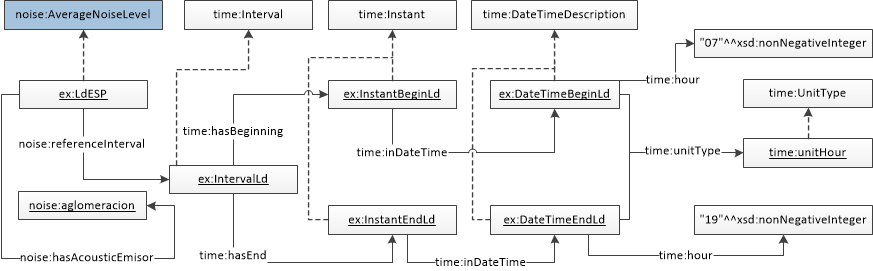 noise:AverageNoiseLevel
time:Interval
time:Instant
time:DateTimeDescription
"07"^^xsd:nonNegativeInteger
time:hour
ex:LdESP
ex:InstantBeginLd
ex:DateTimeBeginLd
time:UnitType
time:hasBeginning
noise:referenceInterval
time:inDateTime
time:unitType
time:unitHour
ex:IntervalLd
noise:aglomeracion
ex:InstantEndLd
ex:DateTimeEndLd
"19"^^xsd:nonNegativeInteger
noise:hasAcousticEmisor
time:hasEnd
time:inDateTime
time:hour